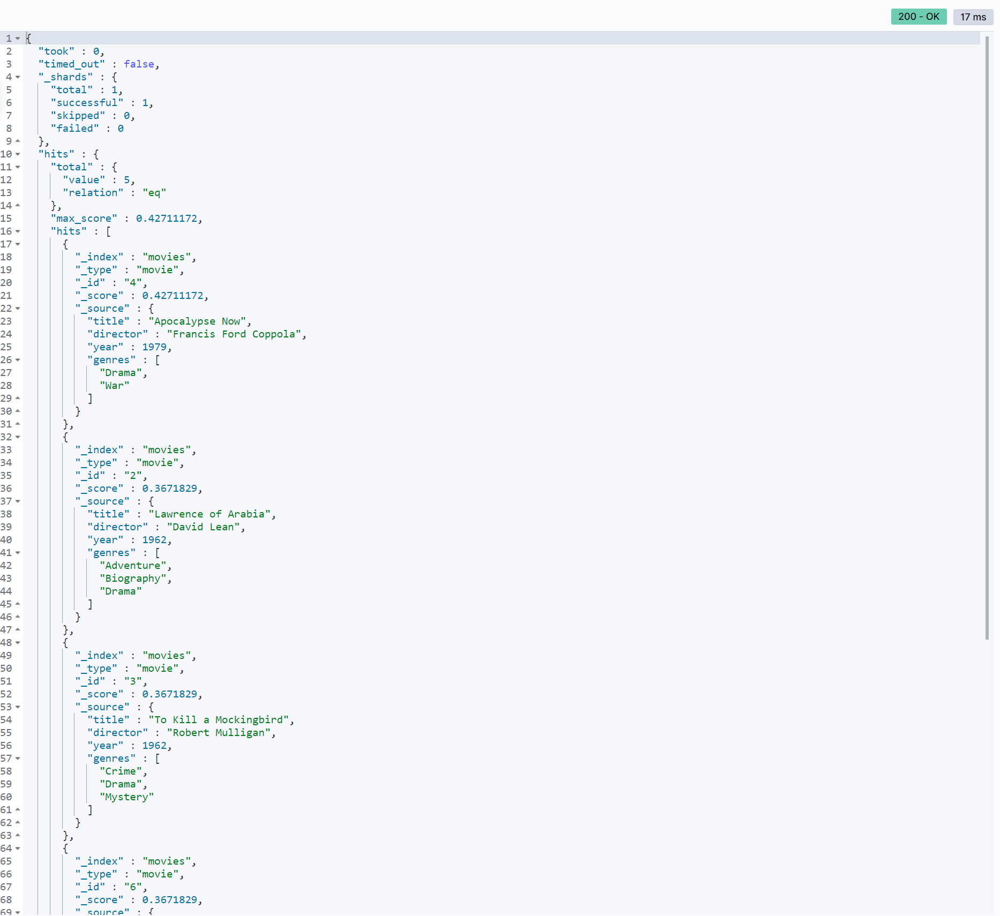 200 - OK 17 ms
1 {
2 "took" : 0,
3 "timed_out" : false,
4 "_shards" : {
5 "total" : 1,
6 "successful" : 1,
7 "skipped" : 0,
8 "failed" : 0
9 },
10 "hits" : {
11 "total" : {
12 "value" : 5,
13 "relation" : "eq"
14 },
15 "max_score" : 0.42711172,
16 "hits" : [
17 {
18 "_index" : "movies",
19 "_type" : "movie",
20 "_id" : "4",
21 "_score" : 0.42711172,
22 "_source" : {
23 "title" : "Apocalypse Now",
24 "director" : "Francis Ford Coppola",
25 "year" : 1979,
26 "genres" : [
27 "Drama",
28 "War"
29 ]
30 }
31 },
32 {
33 "_index" : "movies",
34 "_type" : "movie",
35 "_id" : "2",
36 "_score" : 0.3671829,
37 "_source" : {
38 "title" : "Lawrence of Arabia",
39 "director" : "David Lean",
40 "year" : 1962,
41 "genres" : [
42 "Adventure",
43 "Biography",
44 "Drama"
45 ]
46 }
47 },
48 {
49 "_index" : "movies",
50 "_type" : "movie",
51 "_id" : "3",
52 "_score" : 0.3671829,
53 "_source" : {
54 "title" : "To Kill a Mockingbird",
55 "director" : "Robert Mulligan",
56 "year" : 1962,
57 "genres" : [
58 "Crime",
59 "Drama",
60 "Mystery"
61 ]
62 }
63 },
64 {
65 "_index" : "movies",
66 "_type" : "movie",
67 "_id" : "6",
68 "_score" : 0.3671829,
69 "_source" : {